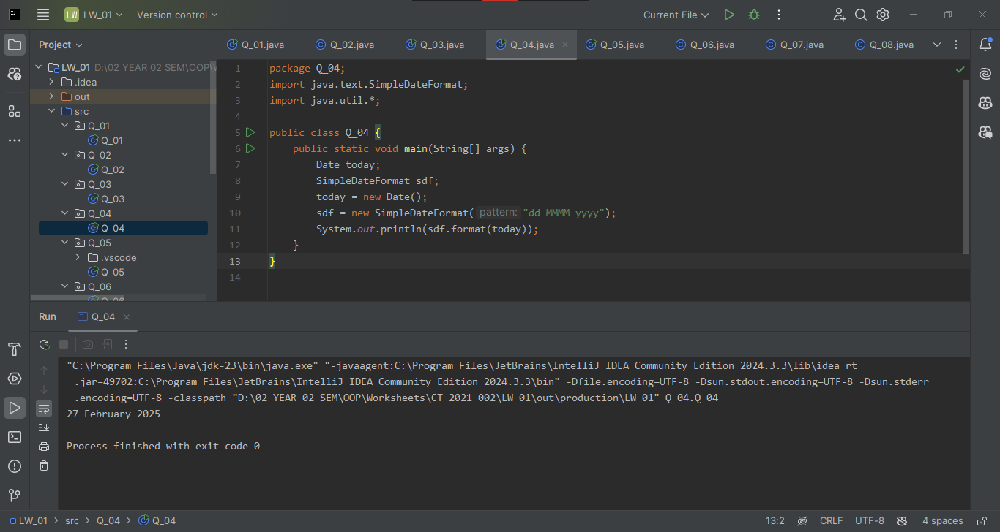 LW LW_01 Version control Current File
Project
Q_01.java Q_02.java Q_03.java Q_04.java Q_05.java Q_06.java Q_07.java Q_08.java
LW_01 D:\02 YEAR 02 SEM\OOP\
.idea
out
src
Q_01
Q_01
Q_02
Q_02
Q_03
Q_03
Q_04
Q_04
Q_05
.vscode
Q_05
Q_06
Q_06
1 package Q_04;
2 import java.text.SimpleDateFormat;
3 import java.util.*;
4
5 public class Q_04 {
6 public static void main(String[] args) {
7 Date today;
8 SimpleDateFormat sdf;
9 today = new Date();
10 sdf = new SimpleDateFormat( pattern: "dd MMMM yyyy");
11 System.out.println(sdf.format(today));
12 }
13 }
14
Run Q_04
"C:\Program Files\Java\jdk-23\bin\java.exe" "-javaagent:C:\Program Files\JetBrains\IntelliJ IDEA Community Edition 2024.3.3\lib\idea_rt
.jar=49702:C:\Program Files\JetBrains\IntelliJ IDEA Community Edition 2024.3.3\bin" -Dfile.encoding=UTF-8 -Dsun.stdout.encoding=UTF-8 -Dsun.stderr
.encoding=UTF-8 -classpath "D:\02 YEAR 02 SEM\OOP\Worksheets\CT_2021_002\LW_01\out\production\LW_01" Q_04.Q_04
27 February 2025
Process finished with exit code 0
LW_01 > src > Q_04 > Q_04 13:2 CRLF UTF-8 4 spaces